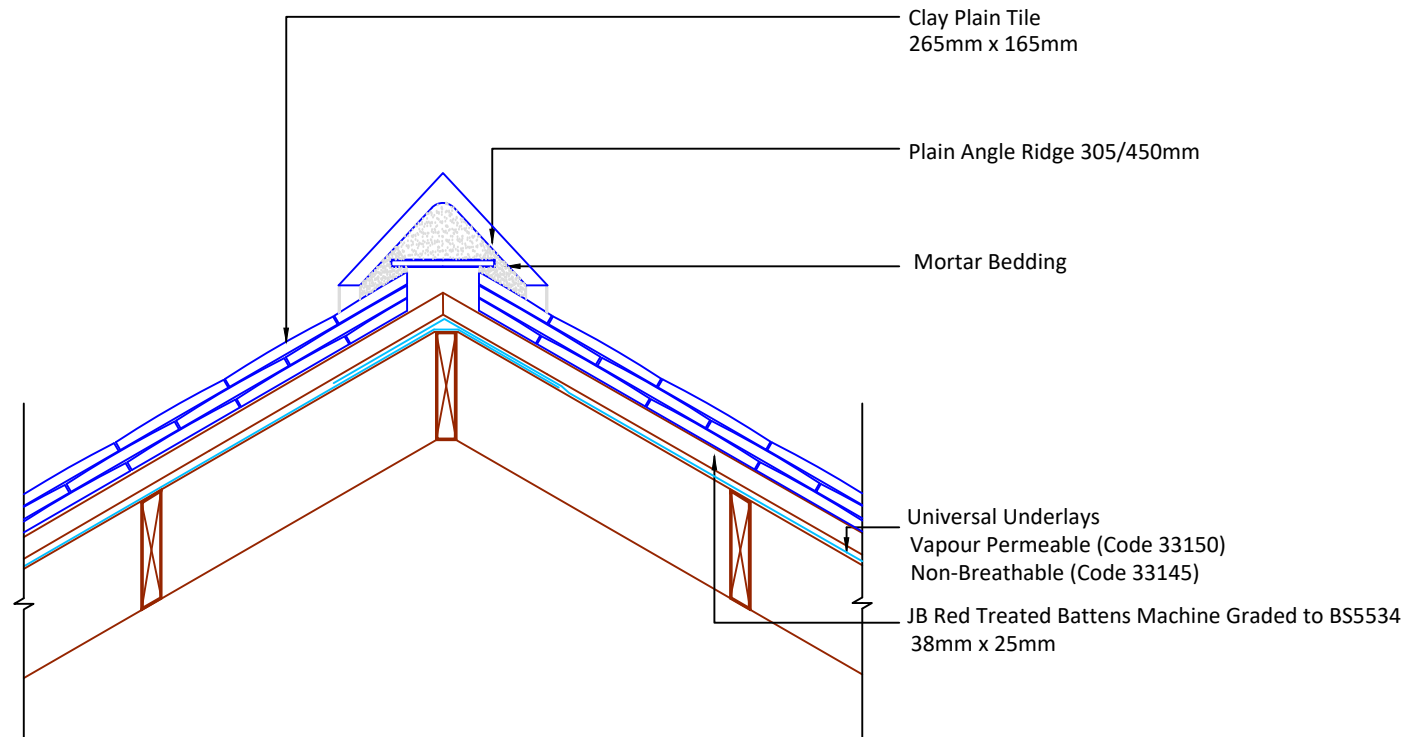 Clay Plain Tile
265mm x 165mm
Plain Angle Ridge 305/450mm
Mortar Bedding
Universal Underlays
Vapour Permeable (Code 33150)
Non-Breathable (Code 33145)
JB Red Treated Battens Machine Graded to BS5534
38mm x 25mm